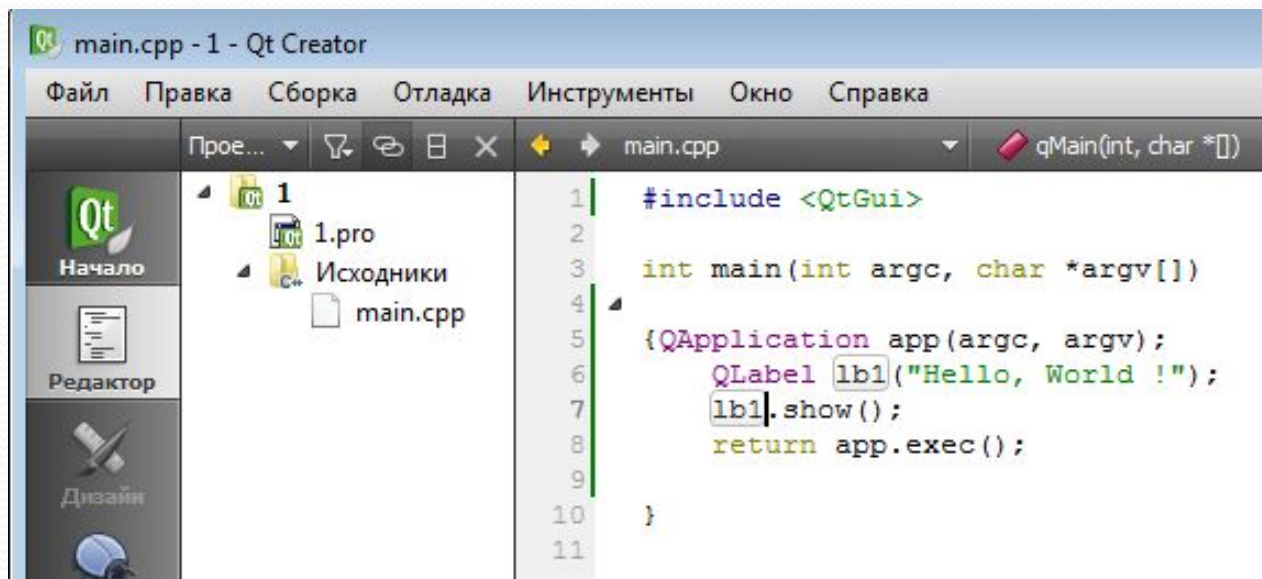 main.cpp - 1 - Qt Creator
Файл Правка Сборка Отладка Инструменты Окно Справка
Прое... main.cpp qMain(int, char *[])
Qt
Начало
Редактор
Дизайн
1
1.pro
Исходники
main.cpp
1 #include <QtGui>
2
3 int main(int argc, char *argv[])
4
5 {QApplication app(argc, argv);
6 QLabel lb1("Hello, World !");
7 lb1.show();
8 return app.exec();
9
10 }
11